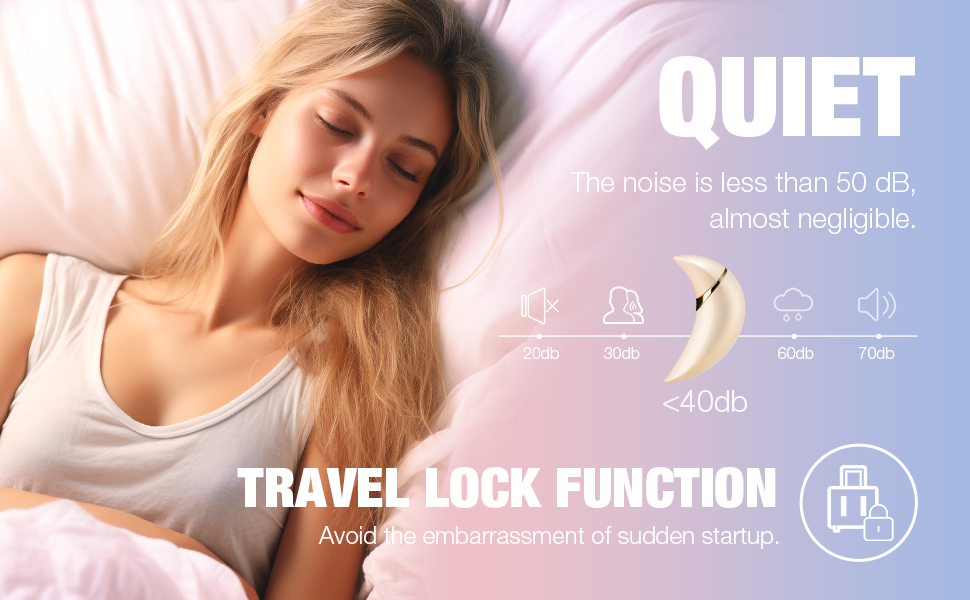 QUIET
The noise is less than 50 dB,
almost negligible.
20db 30db 60db 70db
<40db
TRAVEL LOCK FUNCTION
Avoid the embarrassment of sudden startup.